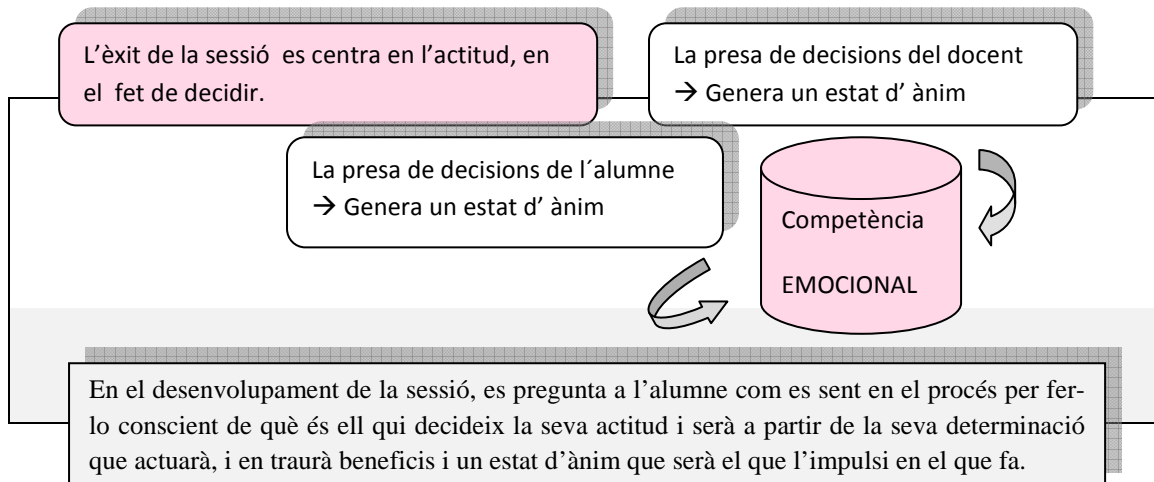 L'èxit de la sessió  es centra en l'actitud, en
el  fet de decidir.
La presa de decisions del docent
→ Genera un estat d' ànim
La presa de decisions de l´alumne
→ Genera un estat d' ànim
Competència
EMOCIONAL
En el desenvolupament de la sessió, es pregunta a l'alumne com es sent en el procés per fer-
lo conscient de què és ell qui decideix la seva actitud i serà a partir de la seva determinació
que actuarà, i en traurà beneficis i un estat d'ànim que serà el que l'impulsi en el que fa.